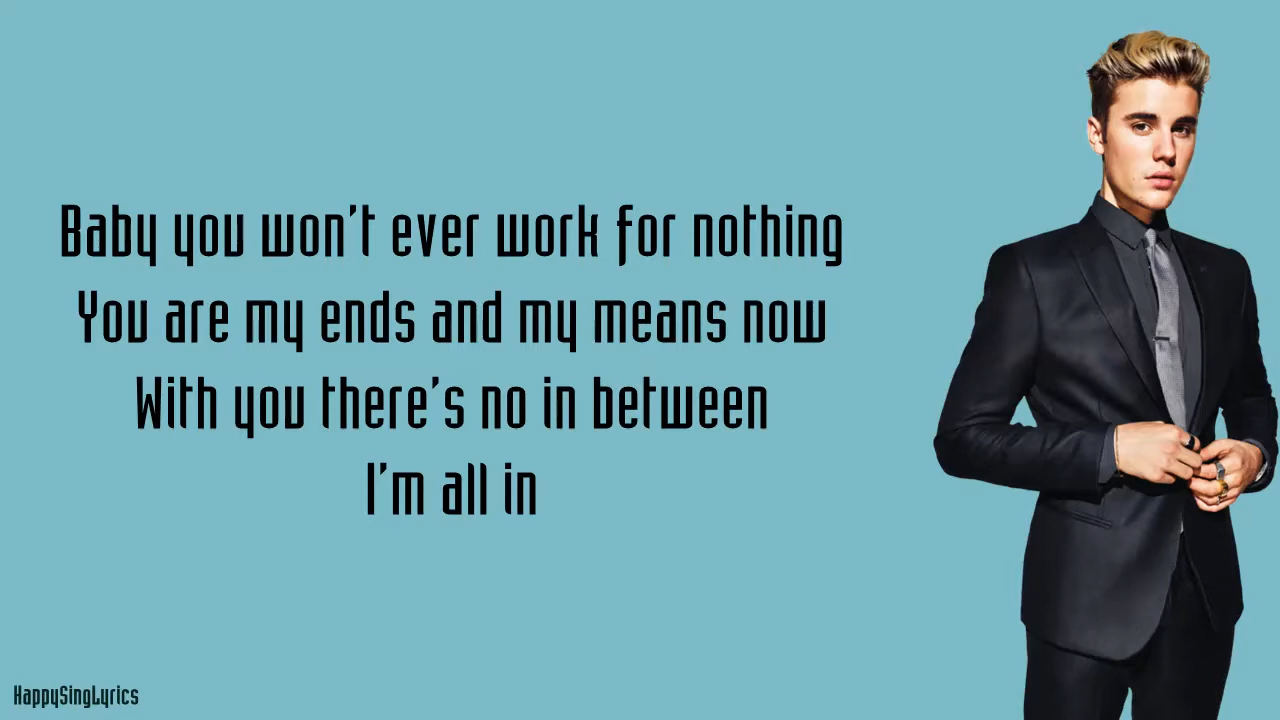 Baby you won't ever work for nothing
You are my ends and my means now
With you there's no in between
I'm all in
HappySingLyrics